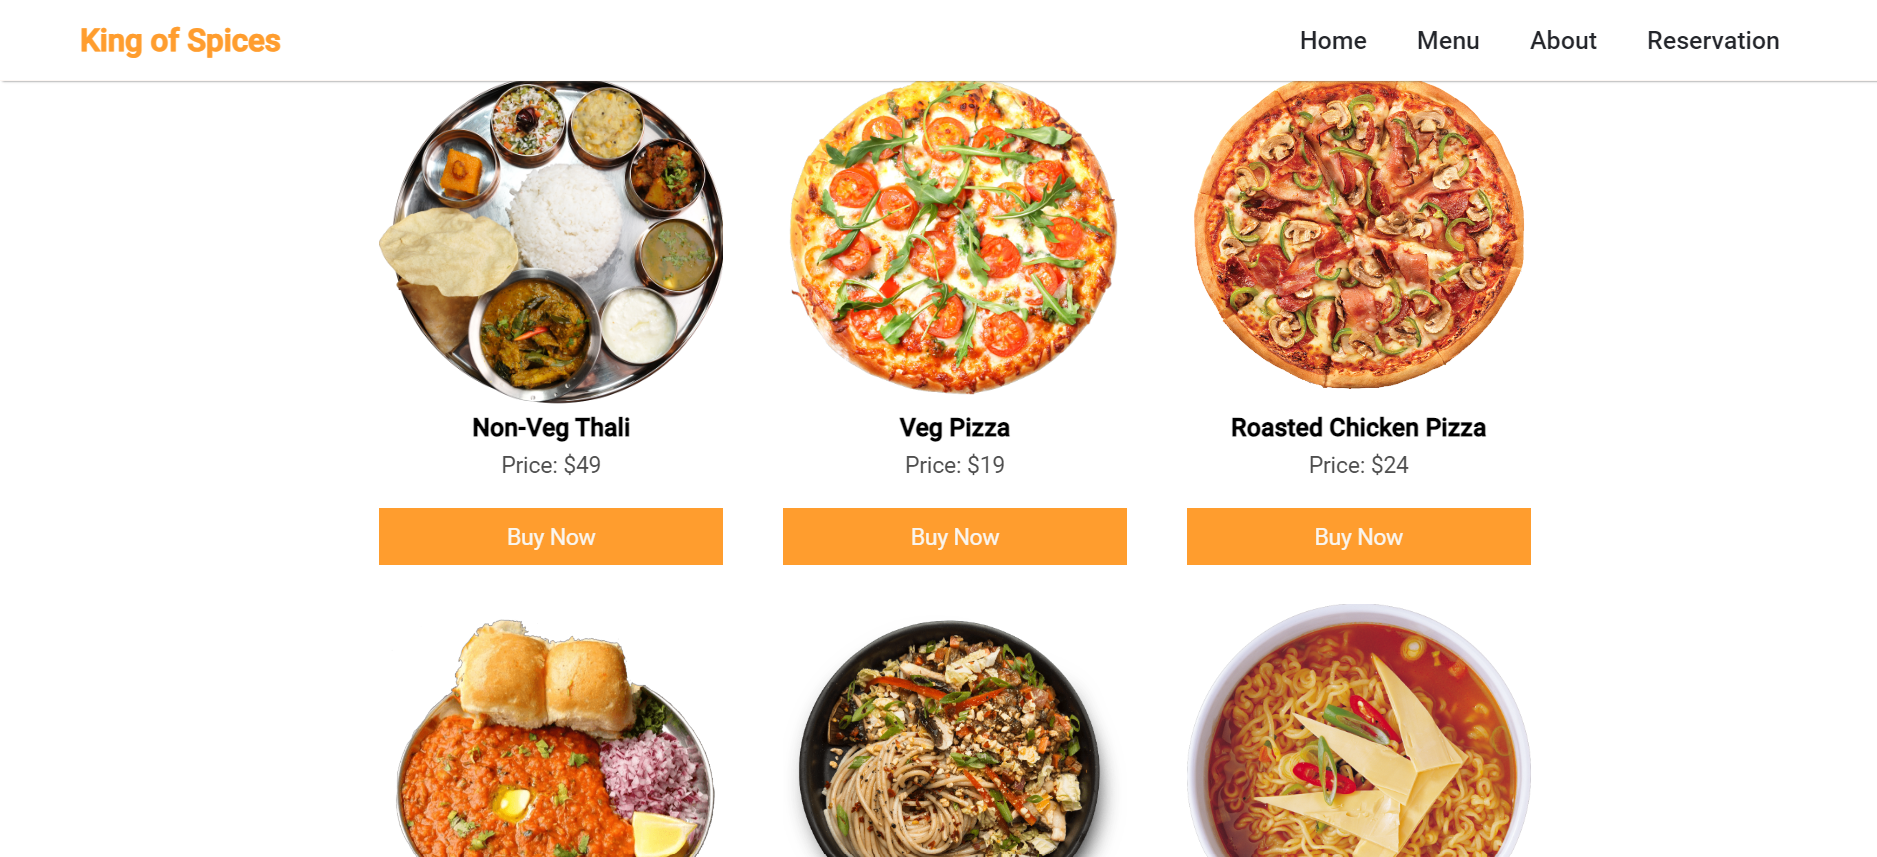 King of Spices
Home Menu About Reservation
Non-Veg Thali
Price: $49
Buy Now
Veg Pizza
Price: $19
Buy Now
Roasted Chicken Pizza
Price: $24
Buy Now